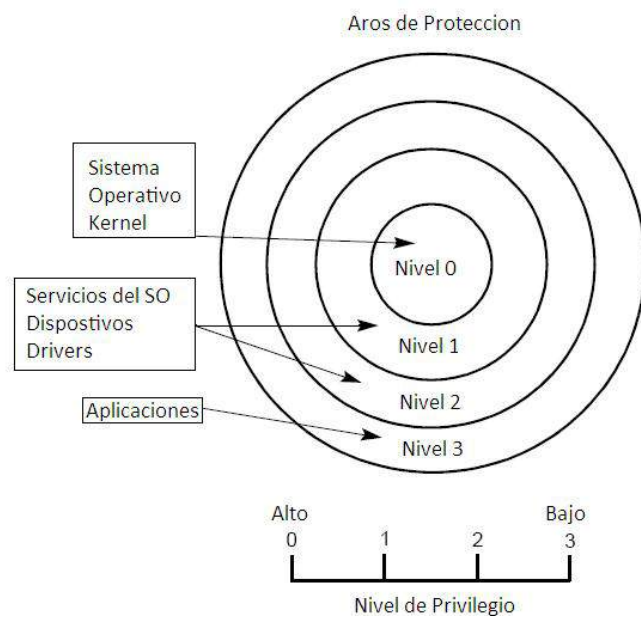 Aros de Proteccion
Sistema
Operativo
Kernel
Nivel 0
Servicios del SO
Dispostivos
Drivers
Nivel 1
Nivel 2
Aplicaciones
Nivel 3
Alto
Bajo
0
1
2
3
Nivel de Privilegio